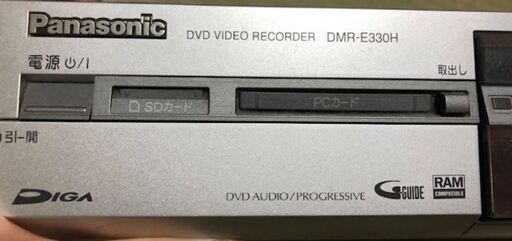 Panasonic DVD VIDEO RECORDER DMR-E330H
電源 ⏻/I 取出し
SDカード PCカード
引一開
DIGA DVD AUDIO/PROGRESSIVE G-GUIDE RAM
COMPATIBLE